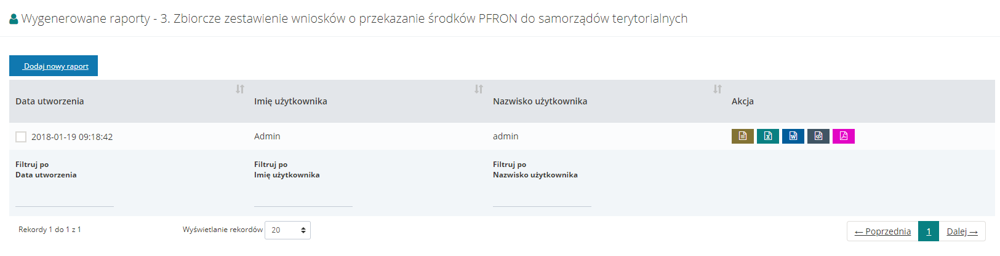 Wygenerowane raporty - 3. Zbiorcze zestawienie wniosków o przekazanie środków PFRON do samorządów terytorialnych
Dodaj nowy raport
Data utworzenia Imię użytkownika Nazwisko użytkownika Akcja
2018-01-19 09:18:42 Admin admin
Filtruj po Filtruj po Filtruj po
Data utworzenia Imię użytkownika Nazwisko użytkownika
Rekordy 1 do 1 z 1 Wyświetlanie rekordów 20 ← Poprzednia 1 Dalej →